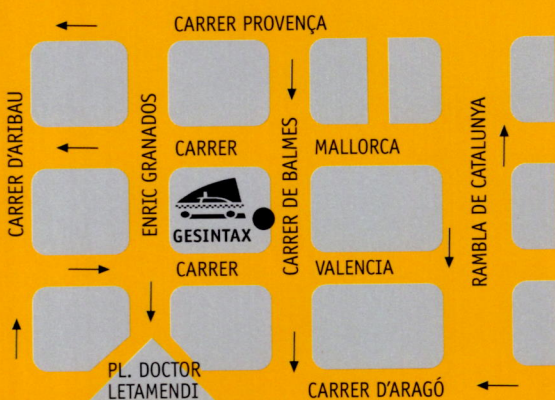 CARRER PROVENÇA
CARRER D'ARIBAU
ENRIC GRANADOS
CARRER
MALLORCA
CARRER DE BALMES
RAMBLA DE CATALUNYA
GESINTAX
CARRER
VALENCIA
PL. DOCTOR
LETAMENDI
CARRER D'ARAGÓ